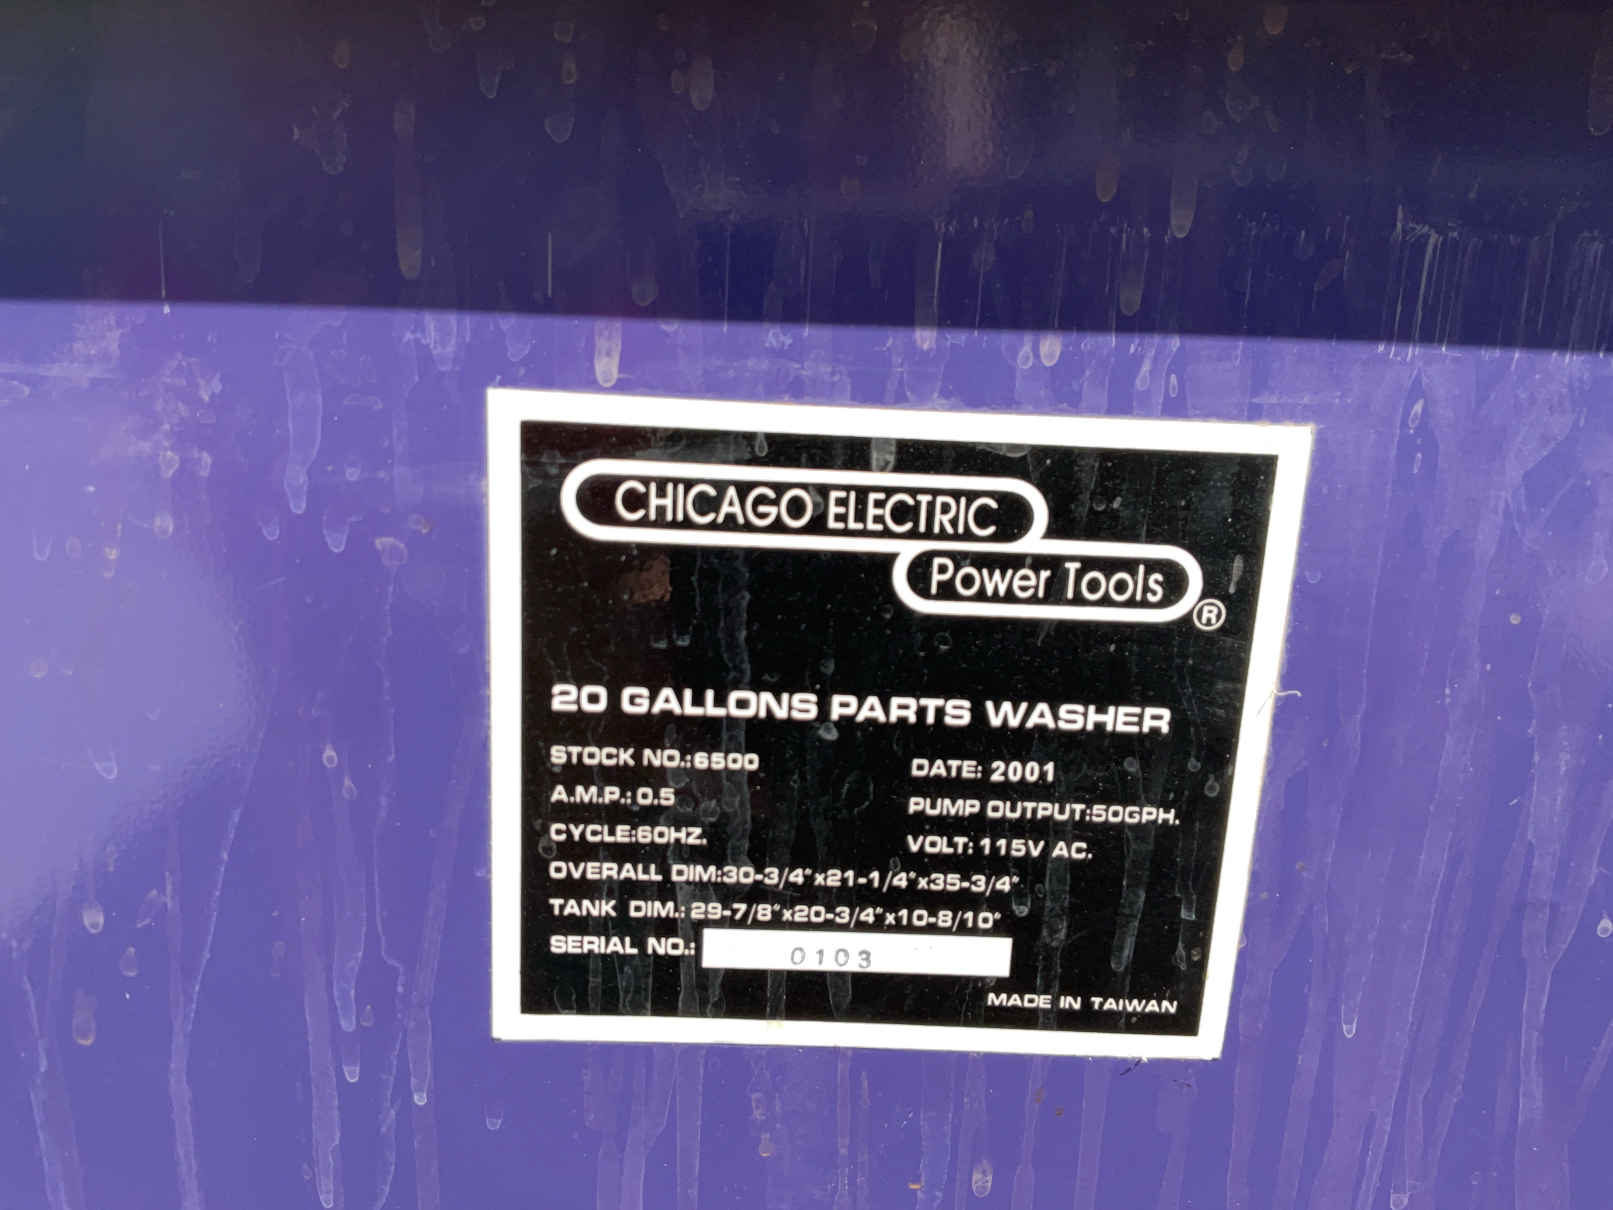 CHICAGO ELECTRIC
Power Tools
®
20 GALLONS PARTS WASHER
STOCK NO.:6500 DATE: 2001
A.M.P.: 0.5 PUMP OUTPUT:50GPH.
CYCLE:60HZ. VOLT: 115V AC.
OVERALL DIM:30-3/4"x21-1/4"x35-3/4"
TANK DIM.: 29-7/8"x20-3/4"x10-8/10"
SERIAL NO.: 0103
MADE IN TAIWAN